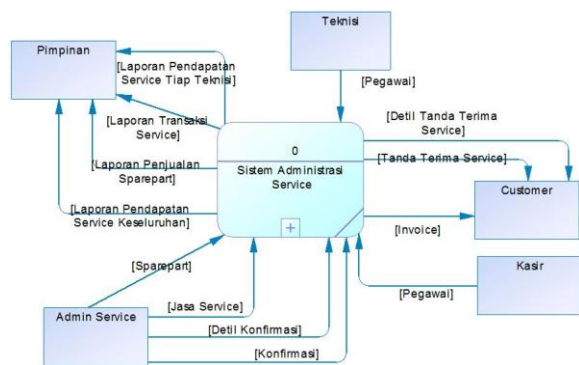 Teknisi
Pimpinan
[Laporan Pendapatan
Service Tiap Teknisi]
[Pegawai]
[Laporan Transaksi
Service]
[Detil Tanda Terima
Service]
0
Sistem Administrasi
Service
[Tanda Terima Service]
[Laporan Penjualan
Sparepart]
Customer
[Laporan Pendapatan
Service Keseluruhan]
+
[Invoice]
[Sparepart]
Kasir
[Pegawai]
Admin Service
[Jasa Service]
[Detil Konfirmasi]
[Konfirmasi]